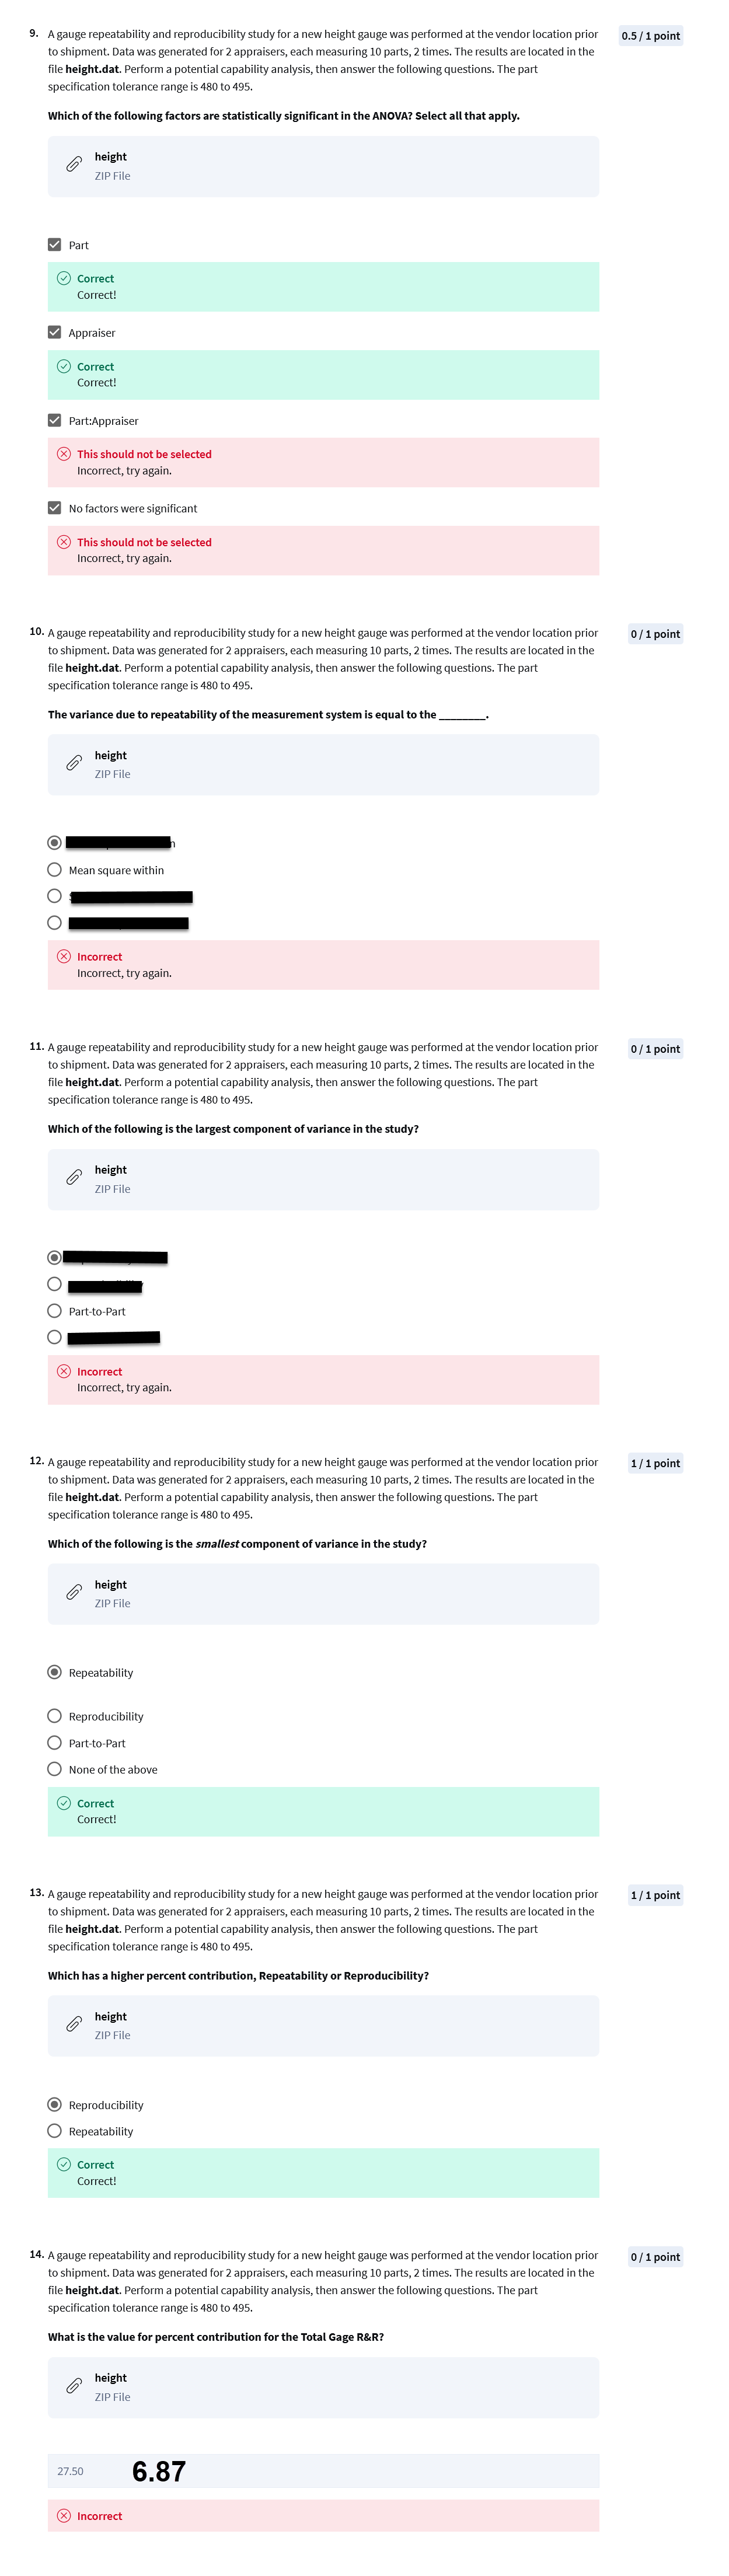 9. A gauge repeatability and reproducibility study for a new height gauge was performed at the vendor location prior
0.5 / 1 point
to shipment. Data was generated for 2 appraisers, each measuring 10 parts, 2 times. The results are located in the
file height.dat. Perform a potential capability analysis, then answer the following questions. The part
specification tolerance range is 480 to 495.
Which of the following factors are statistically significant in the ANOVA? Select all that apply.
height
ZIP File
Part
Correct
Correct!
Appraiser
Correct
Correct!
Part:Appraiser
This should not be selected
Incorrect, try again.
No factors were significant
This should not be selected
Incorrect, try again.
10. A gauge repeatability and reproducibility study for a new height gauge was performed at the vendor location prior
0 / 1 point
to shipment. Data was generated for 2 appraisers, each measuring 10 parts, 2 times. The results are located in the
file height.dat. Perform a potential capability analysis, then answer the following questions. The part
specification tolerance range is 480 to 495.
The variance due to repeatability of the measurement system is equal to the ________.
height
ZIP File
Mean square within
Incorrect
Incorrect, try again.
11. A gauge repeatability and reproducibility study for a new height gauge was performed at the vendor location prior
0 / 1 point
to shipment. Data was generated for 2 appraisers, each measuring 10 parts, 2 times. The results are located in the
file height.dat. Perform a potential capability analysis, then answer the following questions. The part
specification tolerance range is 480 to 495.
Which of the following is the largest component of variance in the study?
height
ZIP File
Part-to-Part
Incorrect
Incorrect, try again.
12. A gauge repeatability and reproducibility study for a new height gauge was performed at the vendor location prior
1 / 1 point
to shipment. Data was generated for 2 appraisers, each measuring 10 parts, 2 times. The results are located in the
file height.dat. Perform a potential capability analysis, then answer the following questions. The part
specification tolerance range is 480 to 495.
Which of the following is the smallest component of variance in the study?
height
ZIP File
Repeatability
Reproducibility
Part-to-Part
None of the above
Correct
Correct!
13. A gauge repeatability and reproducibility study for a new height gauge was performed at the vendor location prior
1 / 1 point
to shipment. Data was generated for 2 appraisers, each measuring 10 parts, 2 times. The results are located in the
file height.dat. Perform a potential capability analysis, then answer the following questions. The part
specification tolerance range is 480 to 495.
Which has a higher percent contribution, Repeatability or Reproducibility?
height
ZIP File
Reproducibility
Repeatability
Correct
Correct!
14. A gauge repeatability and reproducibility study for a new height gauge was performed at the vendor location prior
0 / 1 point
to shipment. Data was generated for 2 appraisers, each measuring 10 parts, 2 times. The results are located in the
file height.dat. Perform a potential capability analysis, then answer the following questions. The part
specification tolerance range is 480 to 495.
What is the value for percent contribution for the Total Gage R&R?
height
ZIP File
27.50 6.87
Incorrect